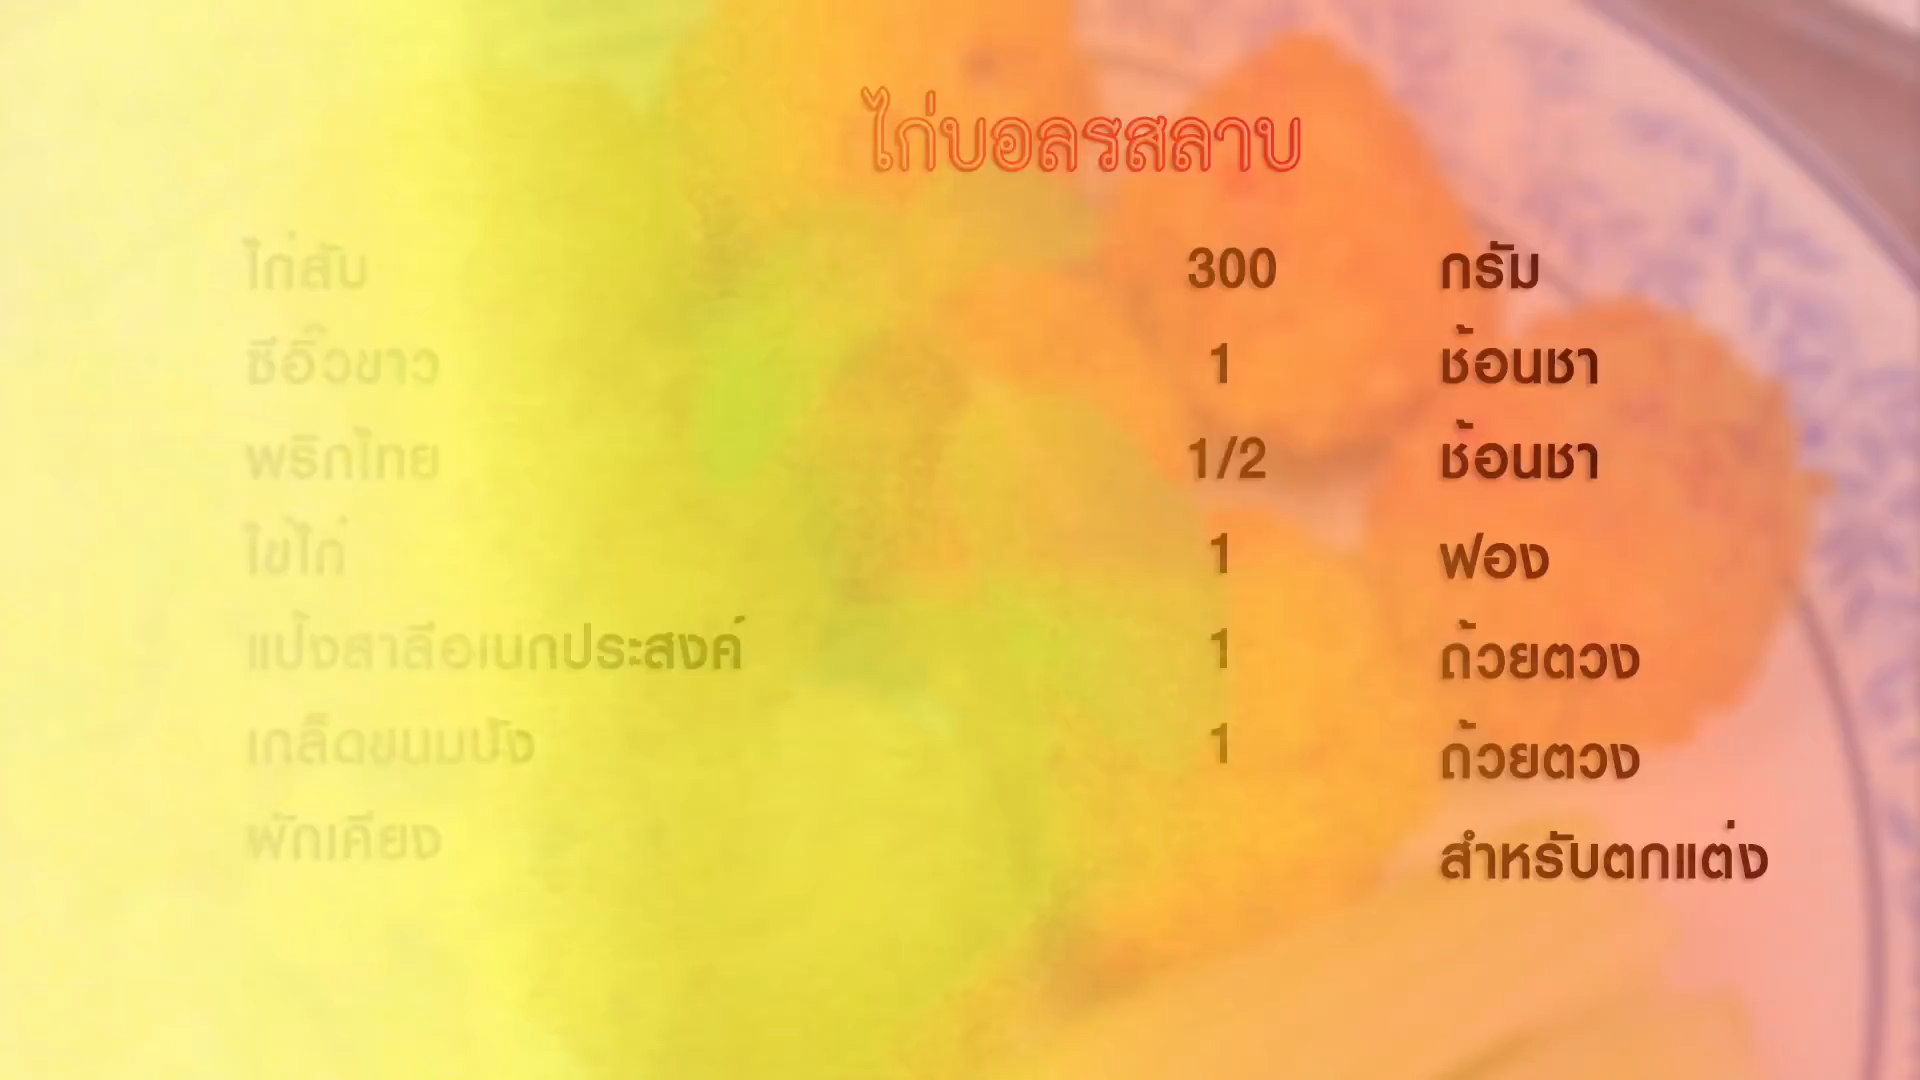 ไก่บอลรสลาบ
ไก่สับ 300 กรัม
ซีอิ๊วขาว 1 ช้อนชา
พริกไทย 1/2 ช้อนชา
ไข่ไก่ 1 ฟอง
แป้งสาลีอเนกประสงค์ 1 ถ้วยตวง
เกล็ดขนมปัง 1 ถ้วยตวง
ผักเคียง สำหรับตกแต่ง